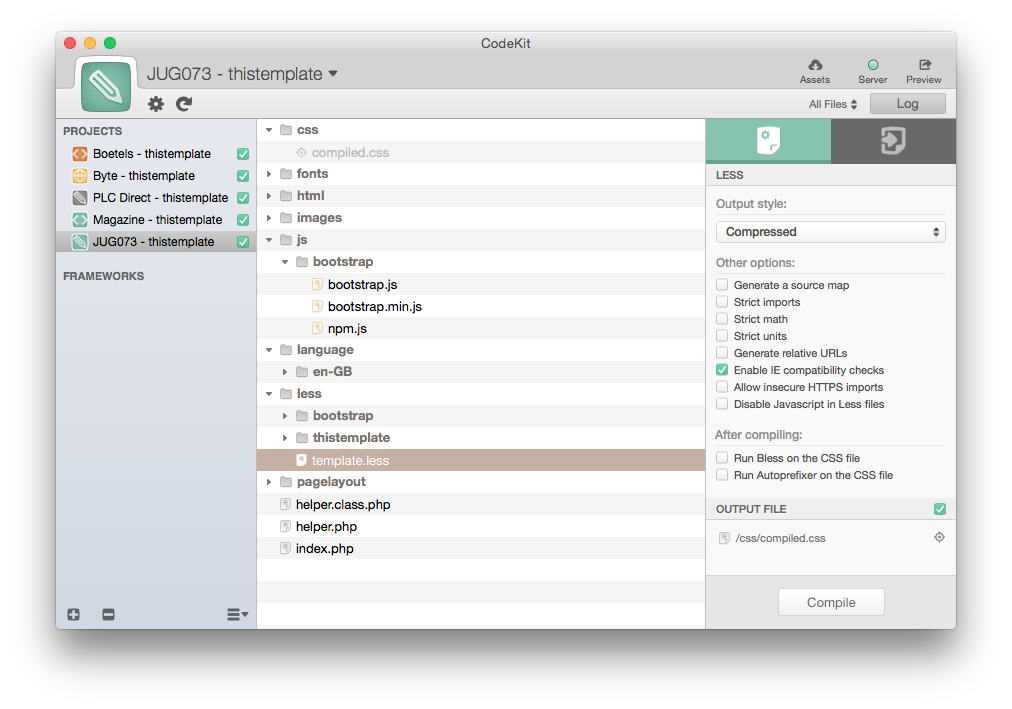 CodeKit
JUG073 - thistemplate
Assets
Server
Preview
All Files
Log
PROJECTS
Boetels - thistemplate
Byte - thistemplate
PLC Direct - thistemplate
Magazine - thistemplate
JUG073 - thistemplate
FRAMEWORKS
css
compiled.css
fonts
html
images
js
bootstrap
bootstrap.js
bootstrap.min.js
npm.js
language
en-GB
less
bootstrap
thistemplate
template.less
pagelayout
helper.class.php
helper.php
index.php
LESS
Output style:
Compressed
Other options:
Generate a source map
Strict imports
Strict math
Strict units
Generate relative URLs
Enable IE compatibility checks
Allow insecure HTTPS imports
Disable Javascript in Less files
After compiling:
Run Bless on the CSS file
Run Autoprefixer on the CSS file
OUTPUT FILE
/css/compiled.css
Compile